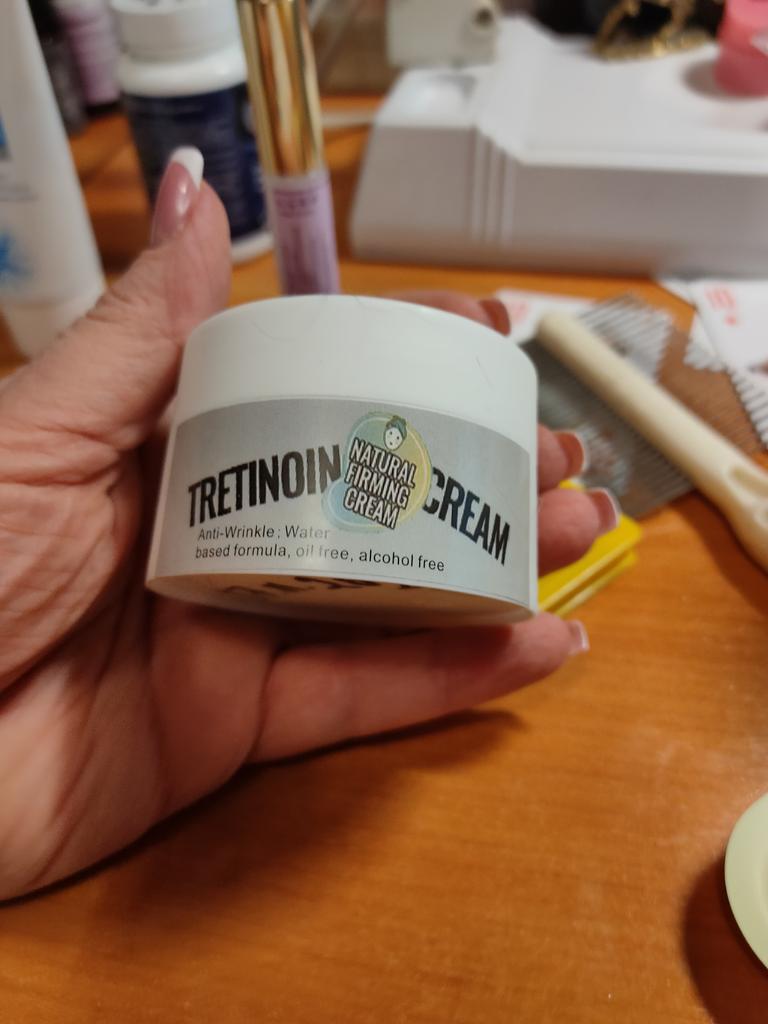 TRETINOIN CREAM
NATURAL
FIRMING
CREAM
Anti-Wrinkle; Water
based formula, oil free, alcohol free